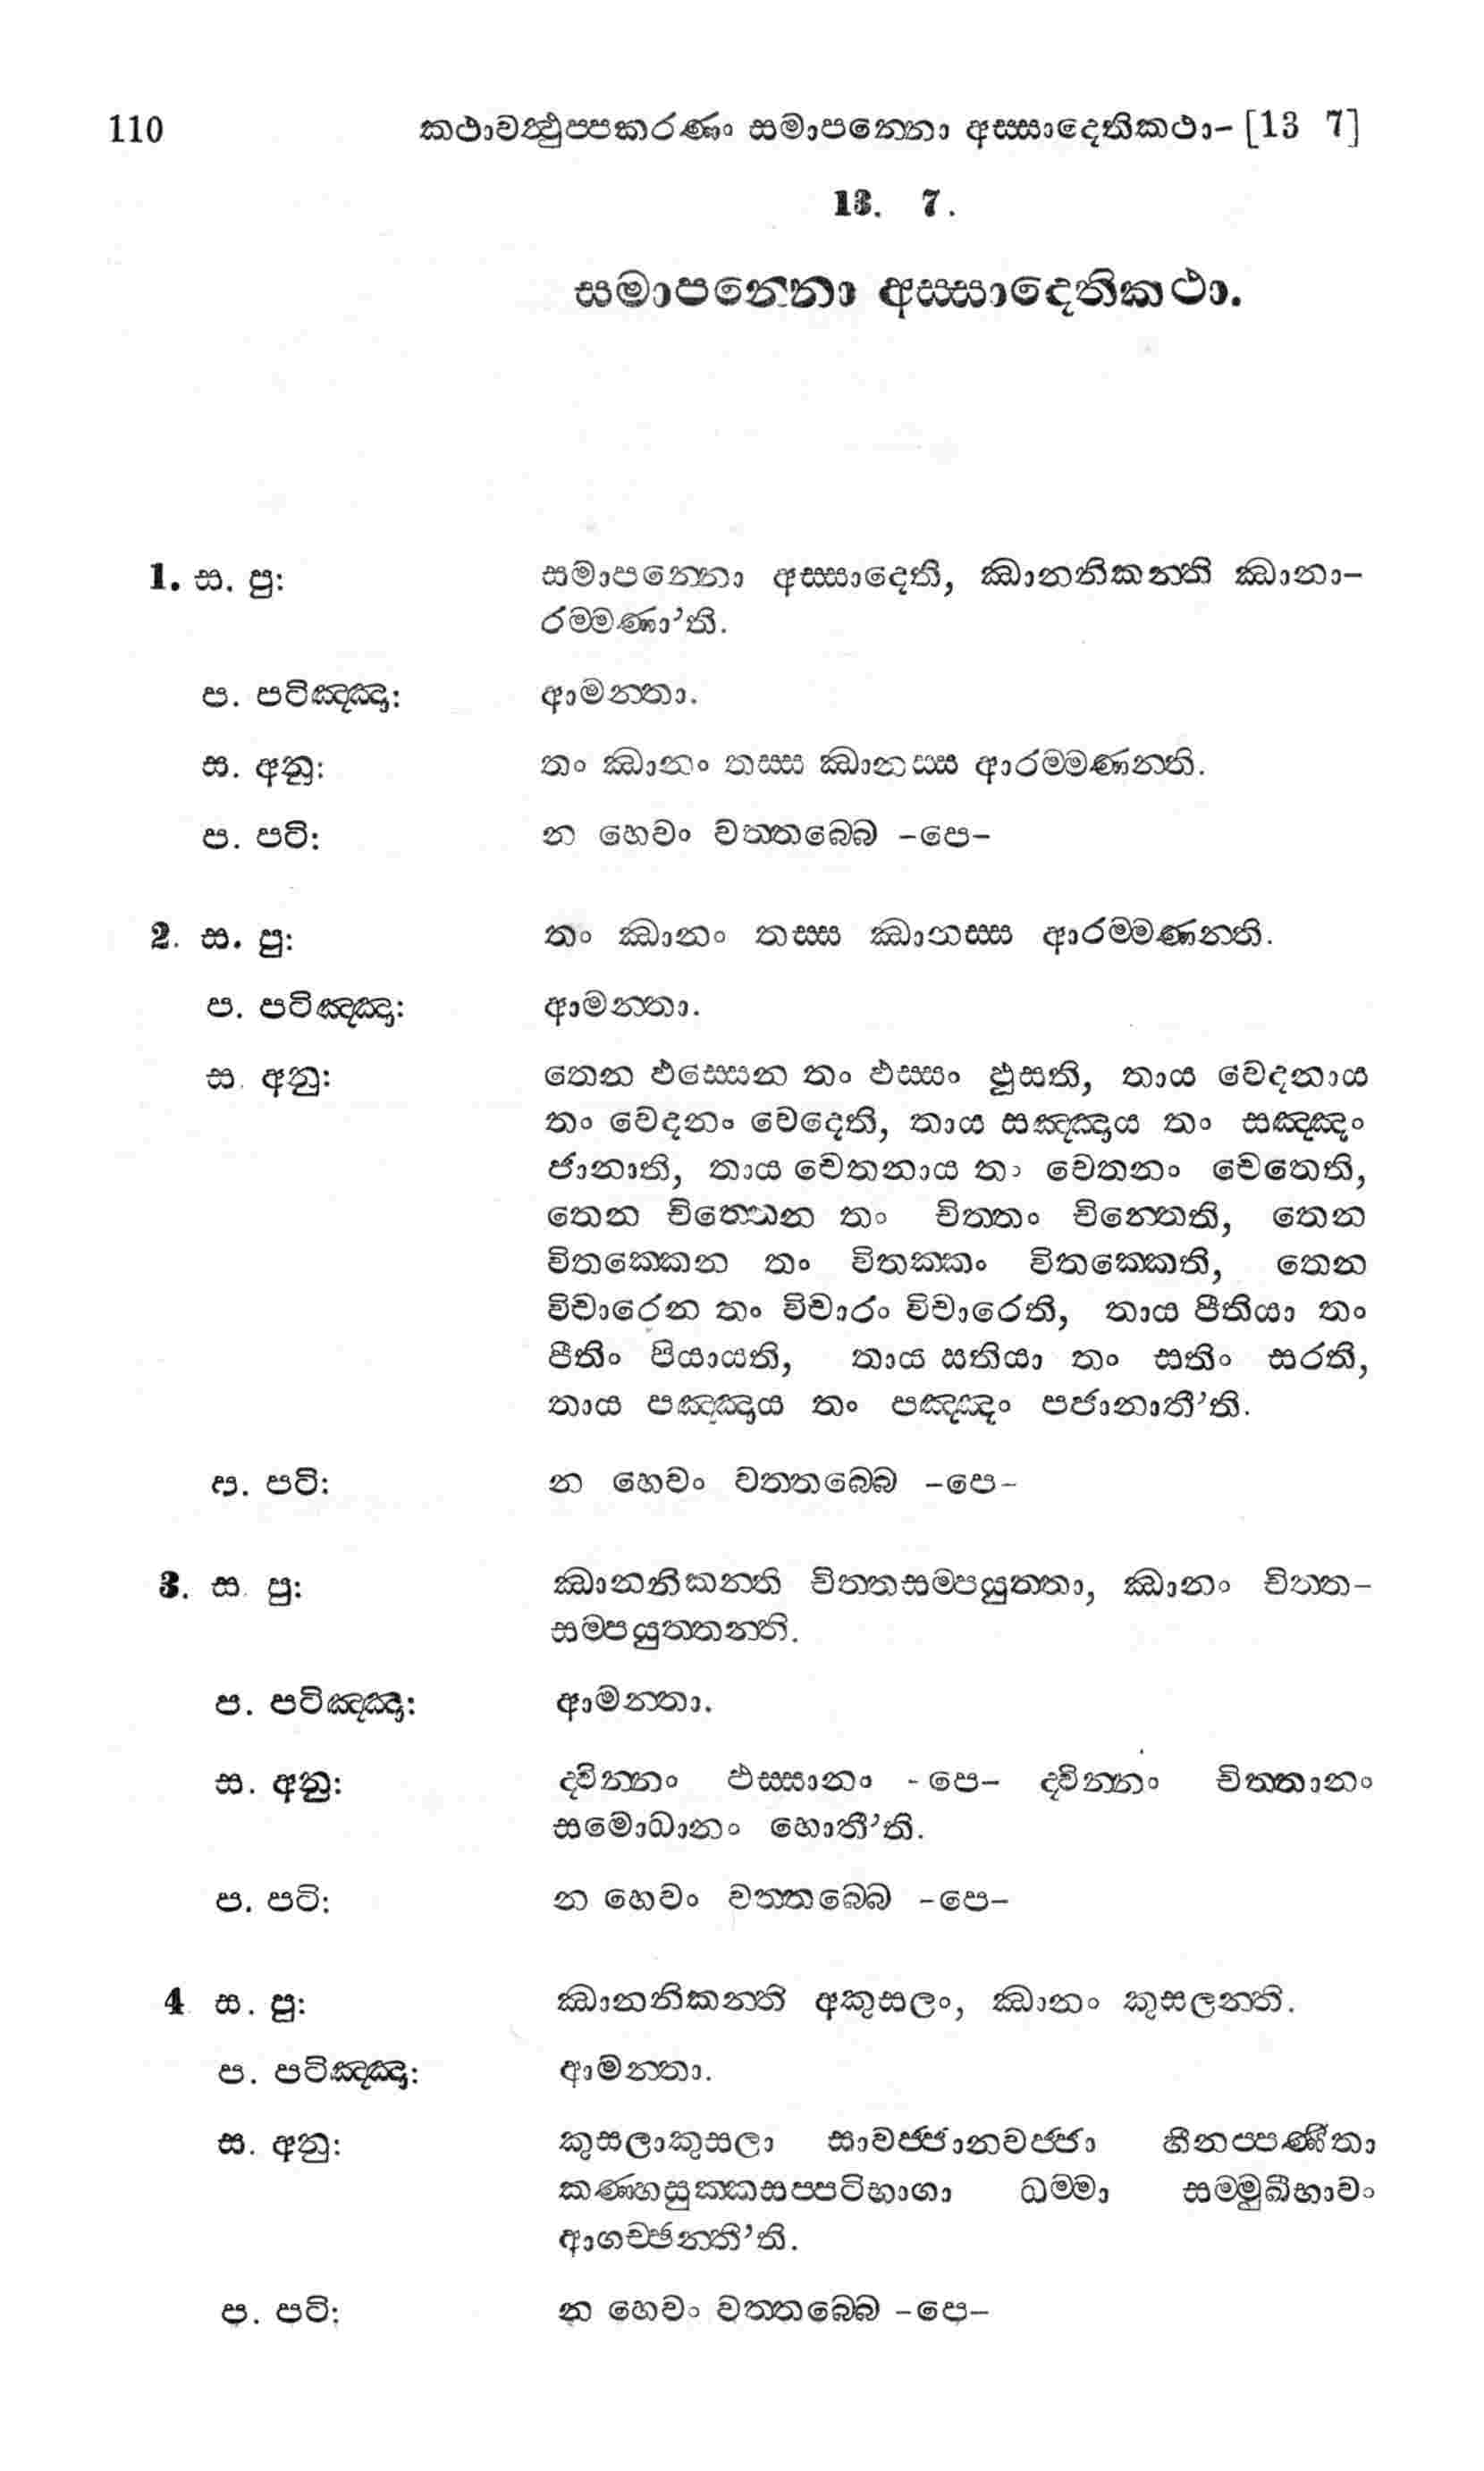 110 කථාවත්‍ථුප්පකරණං සමාපන්නො අස්සාදෙතිකථා- [13 7]
13. 7.
සමාපන්නො අස්සාදෙතිකථා.
1. ස. පු: සමාපන්නො අස්සාදෙති, ඣානනිකන්ති ඣානා-
රම්මණා’ති.
ප. පටිඤ්ඤා: ආමන්තා.
ස. අනු: තං ඣානං තස්ස ඣානස්ස ආරම්මණන්ති.
ප. පටි: න හෙවං වත්තබ්බෙ -පෙ-
2. ස. පු: තං ඣානං තස්ස ඣානස්ස ආරම්මණන්ති.
ප. පටිඤ්ඤා: ආමන්තා.
ස. අනු: තෙන ඵස්සෙන තං ඵස්සං ඵුසති, තාය වෙදනාය
තං වෙදනං වෙදෙති, තාය සඤ්ඤාය තං සඤ්ඤං
ජානාති, තාය චෙතනාය තං චෙතනං චෙතෙති,
තෙන චිත්තෙන තං චිත්තං චින්තෙති, තෙන
විතක්කෙන තං විතක්කං විතක්කෙති, තෙන
විචාරෙන තං විචාරං විචාරෙති, තාය පීතියා තං
පීතිං පියායති, තාය සතියා තං සතිං සරති,
තාය පඤ්ඤාය තං පඤ්ඤං පජානාතී’ති.
ප. පටි: න හෙවං වත්තබ්බෙ -පෙ-
3. ස. පු: ඣානනිකන්ති චිත්තසම්පයුත්තා, ඣානං චිත්ත-
සම්පයුත්තන්ති.
ප. පටිඤ්ඤා: ආමන්තා.
ස. අනු: ද්වින්නං ඵස්සානං -පෙ- ද්වින්නං චිත්තානං
සමොධානං හොතී’ති.
ප. පටි: න හෙවං වත්තබ්බෙ -පෙ-
4 ස. පු: ඣානනිකන්ති අකුසලං, ඣානං කුසලන්ති.
ප. පටිඤ්ඤා: ආමන්තා.
ස. අනු: කුසලාකුසලා සාවජ්ජානවජ්ජා හීනප්පණීතා
කණ්හසුක්කසප්පටිභාගා ධම්මා සම්මුඛීභාවං
ආගච්ඡන්තී’ති.
ප. පටි: න හෙවං වත්තබ්බෙ -පෙ-